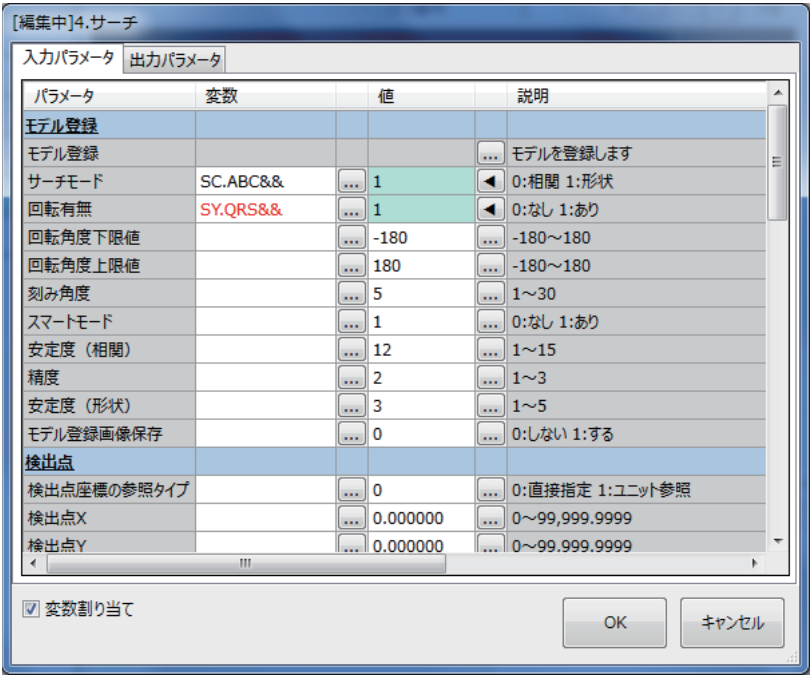 [編集中]4.サーチ
入力パラメータ 出力パラメータ
パラメータ 変数 値 説明
モデル登録
モデル登録 ... モデルを登録します
サーチモード SC.ABC&& ... 1 ◀ 0:相関 1:形状
回転有無 SY.QRS&& ... 1 ◀ 0:なし 1:あり
回転角度下限値 ... -180 ... -180～180
回転角度上限値 ... 180 ... -180～180
刻み角度 ... 5 ... 1～30
スマートモード ... 1 ... 0:なし 1:あり
安定度（相関） ... 12 ... 1～15
精度 ... 2 ... 1～3
安定度（形状） ... 3 ... 1～5
モデル登録画像保存 ... 0 ... 0:しない 1:する
検出点
検出点座標の参照タイプ ... 0 ... 0:直接指定 1:ユニット参照
検出点X ... 0.000000 ... 0～99,999.9999
検出点Y ... 0.000000 ... 0～99,999.9999
変数割り当て
OK キャンセル